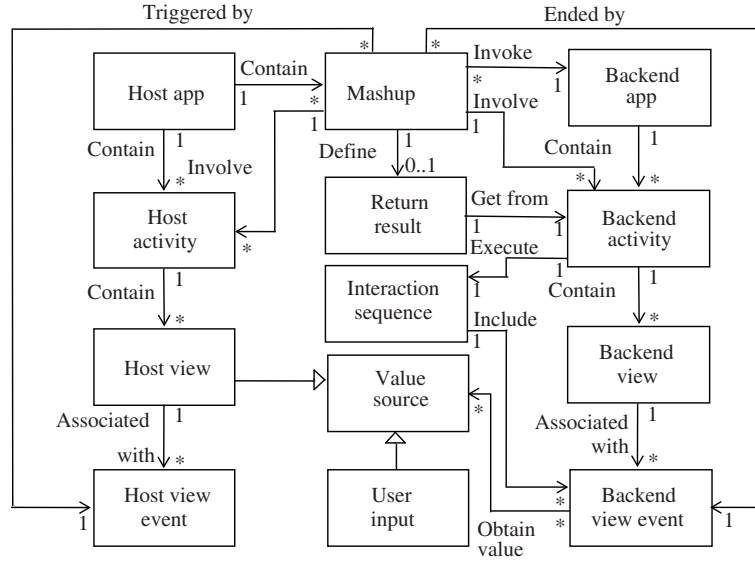 Triggered by
Ended by
*
*
Host app
Contain
1
*
Mashup
Invoke
*
1
Backend
app
Involve
1
1
Contain
*
Involve
*
1
1
Define
0..1
Contain
*
1
*
Host
activity
*
Return
result
Get from
1
1
Backend
activity
Execute
1
1
Contain
*
1
Contain
*
Interaction
sequence
Include
1
Host view
Value
source
*
Backend
view
Associated
with
1
*
Associated
with
1
*
Host view
event
1
User
input
Obtain
value
*
*
Backend
view event
1